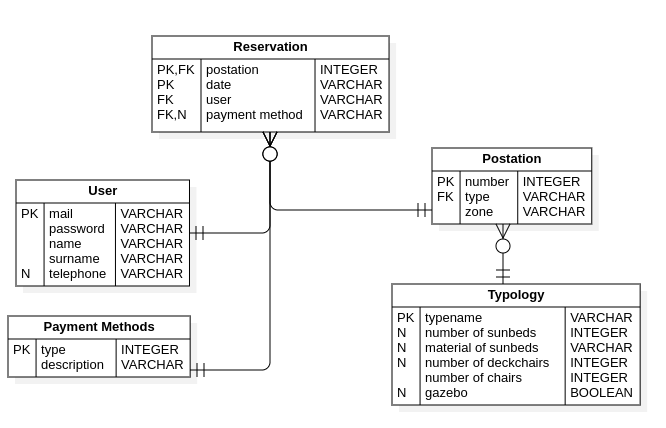 Reservation
PK,FK postation INTEGER
PK date VARCHAR
FK user VARCHAR
FK,N payment method VARCHAR
Postation
PK number INTEGER
FK type VARCHAR
zone VARCHAR
User
PK mail VARCHAR
password VARCHAR
name VARCHAR
surname VARCHAR
N telephone VARCHAR
Typology
PK typename VARCHAR
N number of sunbeds INTEGER
N material of sunbeds VARCHAR
N number of deckchairs INTEGER
number of chairs INTEGER
N gazebo BOOLEAN
Payment Methods
PK type INTEGER
description VARCHAR